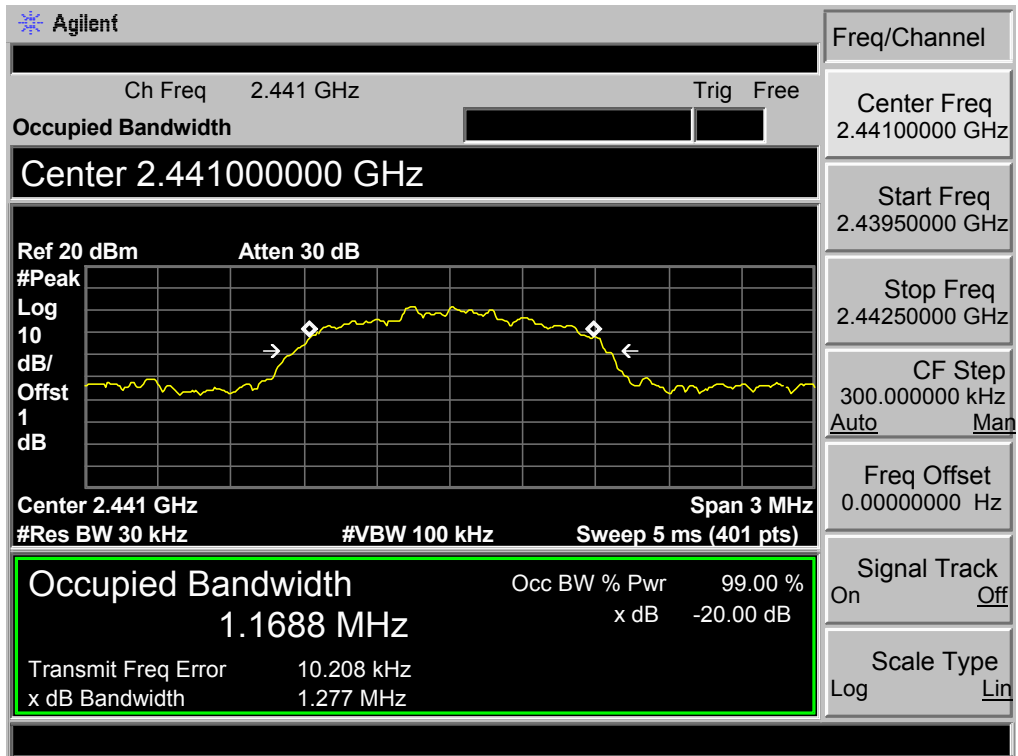 Agilent
Ch Freq 2.441 GHz Trig Free
Occupied Bandwidth
Center 2.441000000 GHz
Ref 20 dBm Atten 30 dB
#Peak
Log
10
dB/
Offst
1
dB
Center 2.441 GHz Span 3 MHz
#Res BW 30 kHz #VBW 100 kHz Sweep 5 ms (401 pts)
Occupied Bandwidth
1.1688 MHz
Occ BW % Pwr 99.00 %
x dB -20.00 dB
Transmit Freq Error 10.208 kHz
x dB Bandwidth 1.277 MHz
Freq/Channel
Center Freq
2.44100000 GHz
Start Freq
2.43950000 GHz
Stop Freq
2.44250000 GHz
CF Step
300.000000 kHz
Auto Man
Freq Offset
0.00000000 Hz
Signal Track
On Off
Scale Type
Log Lin